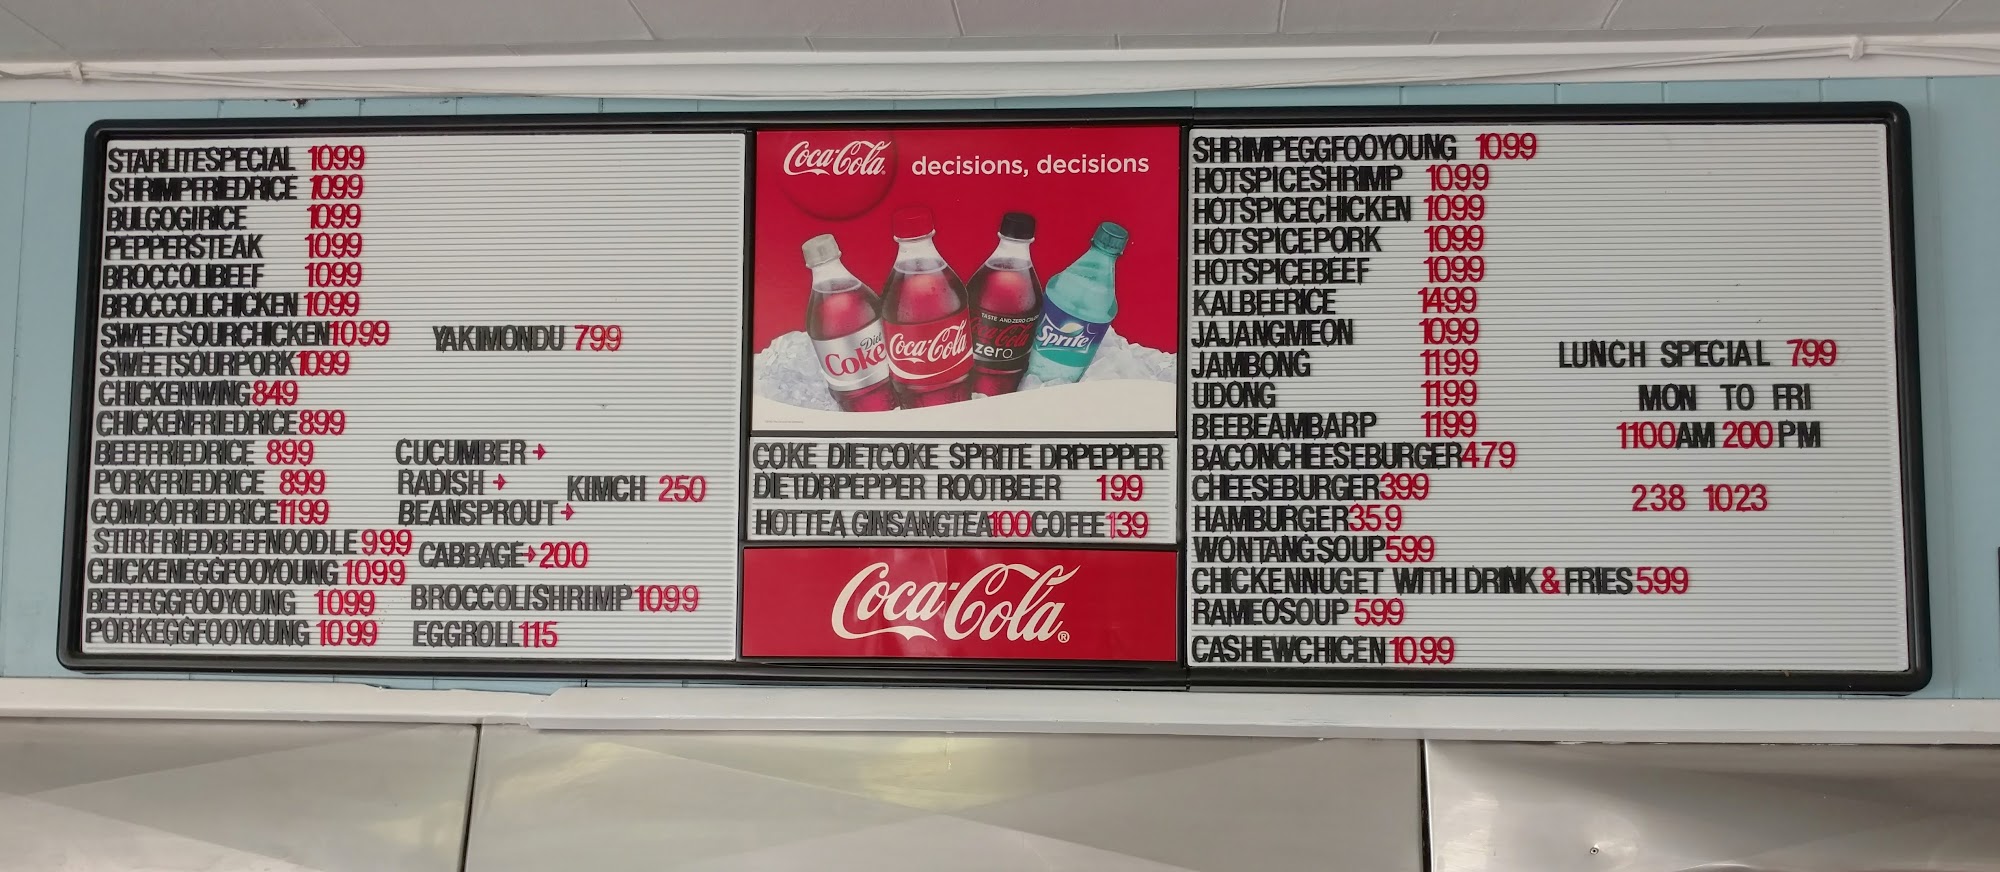 STARLITESPECIAL 1099
SHRIMPFRIEDRICE 1099
BULGOGIRICE 1099
PEPPERSTEAK 1099
BROCCOLIBEEF 1099
BROCCOLICHICKEN 1099
SWEETSOURCHICKEN1099
SWEETSOURPORK1099
CHICKENWING849
CHICKENFRIEDRICE899
BEEFFRIEDRICE 899
PORKFRIEDRICE 899
COMBOFRIEDRICE1199
STIRFRIEDBEEFNOODLE 999
CHICKENEGGFOOYOUNG 1099
BEEFEGGFOOYOUNG 1099
PORKEGGFOOYOUNG 1099
YAKIMONDU 799
CUCUMBER →
RADISH → KIMCH 250
BEANSPROUT→
CABBAGE→200
BROCCOLISHRIMP1099
EGGROLL115
Coca-Cola decisions, decisions
Diet Coke
Coca-Cola
TASTE AND ZERO
Coca-Cola zero
Sprite
COKE DIETCOKE SPRITE DRPEPPER
DIETDRPEPPER ROOTBEER 199
HOTTEA GINSANGTEA100COFEE139
Coca-Cola®
SHRIMPEGGFOOYOUNG 1099
HOTSPICESHRIMP 1099
HOTSPICECHICKEN 1099
HOTSPICEPORK 1099
HOTSPICEBEEF 1099
KALBEERICE 1499
JAJANGMEON 1099
JAMBONG 1199
UDONG 1199
BEEBEAMBARP 1199
BACONCHEESEBURGER479
CHEESEBURGER399
HAMBURGER359
WONTANGSOUP599
CHICKENNUGET WITH DRINK&FRIES599
RAMEOSOUP 599
CASHEWCHICEN1099
LUNCH SPECIAL 799
MON TO FRI
1100AM 200PM
238 1023